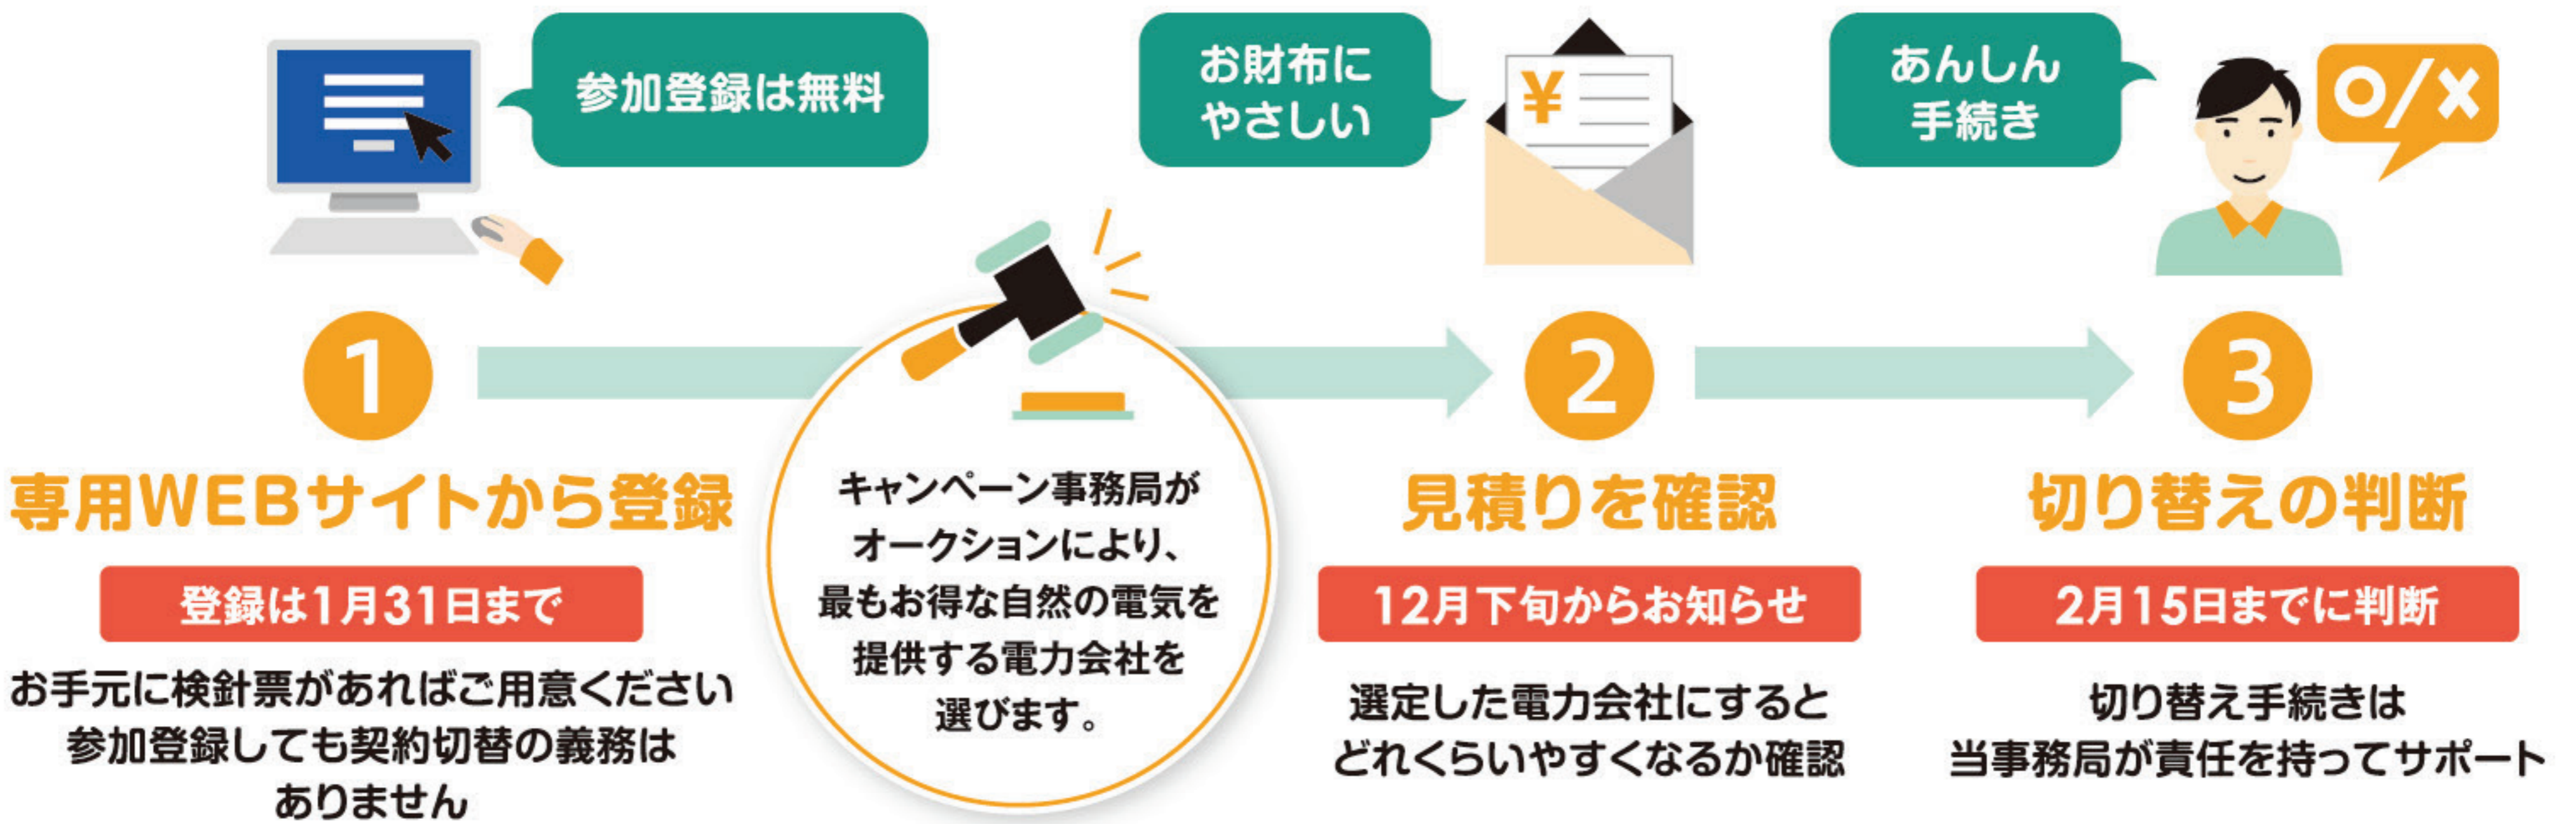 参加登録は無料
1
専用WEBサイトから登録
登録は1月31日まで
お手元に検針票があればご用意ください
参加登録しても契約切替の義務は
ありません
キャンペーン事務局が
オークションにより、
最もお得な自然の電気を
提供する電力会社を
選びます。
お財布に
やさしい
¥
2
見積りを確認
12月下旬からお知らせ
選定した電力会社にすると
どれくらいやすくなるか確認
あんしん
手続き
○/×
3
切り替えの判断
2月15日までに判断
切り替え手続きは
当事務局が責任を持ってサポート